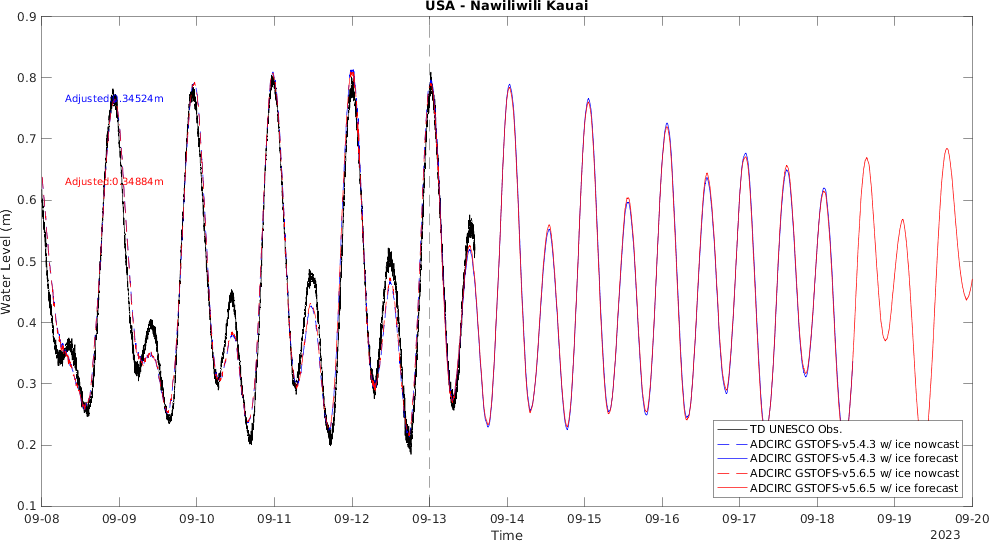 USA - Nawiliwili Kauai
0.9
0.8
0.7
0.6
0.5
0.4
0.3
0.2
0.1
Water Level (m)
Adjusted:0.34524m
Adjusted:0.34884m
TD UNESCO Obs.
ADCIRC GSTOFS-v5.4.3 w/ ice nowcast
ADCIRC GSTOFS-v5.4.3 w/ ice forecast
ADCIRC GSTOFS-v5.6.5 w/ ice nowcast
ADCIRC GSTOFS-v5.6.5 w/ ice forecast
09-08 09-09 09-10 09-11 09-12 09-13 09-14 09-15 09-16 09-17 09-18 09-19 09-20
Time
2023